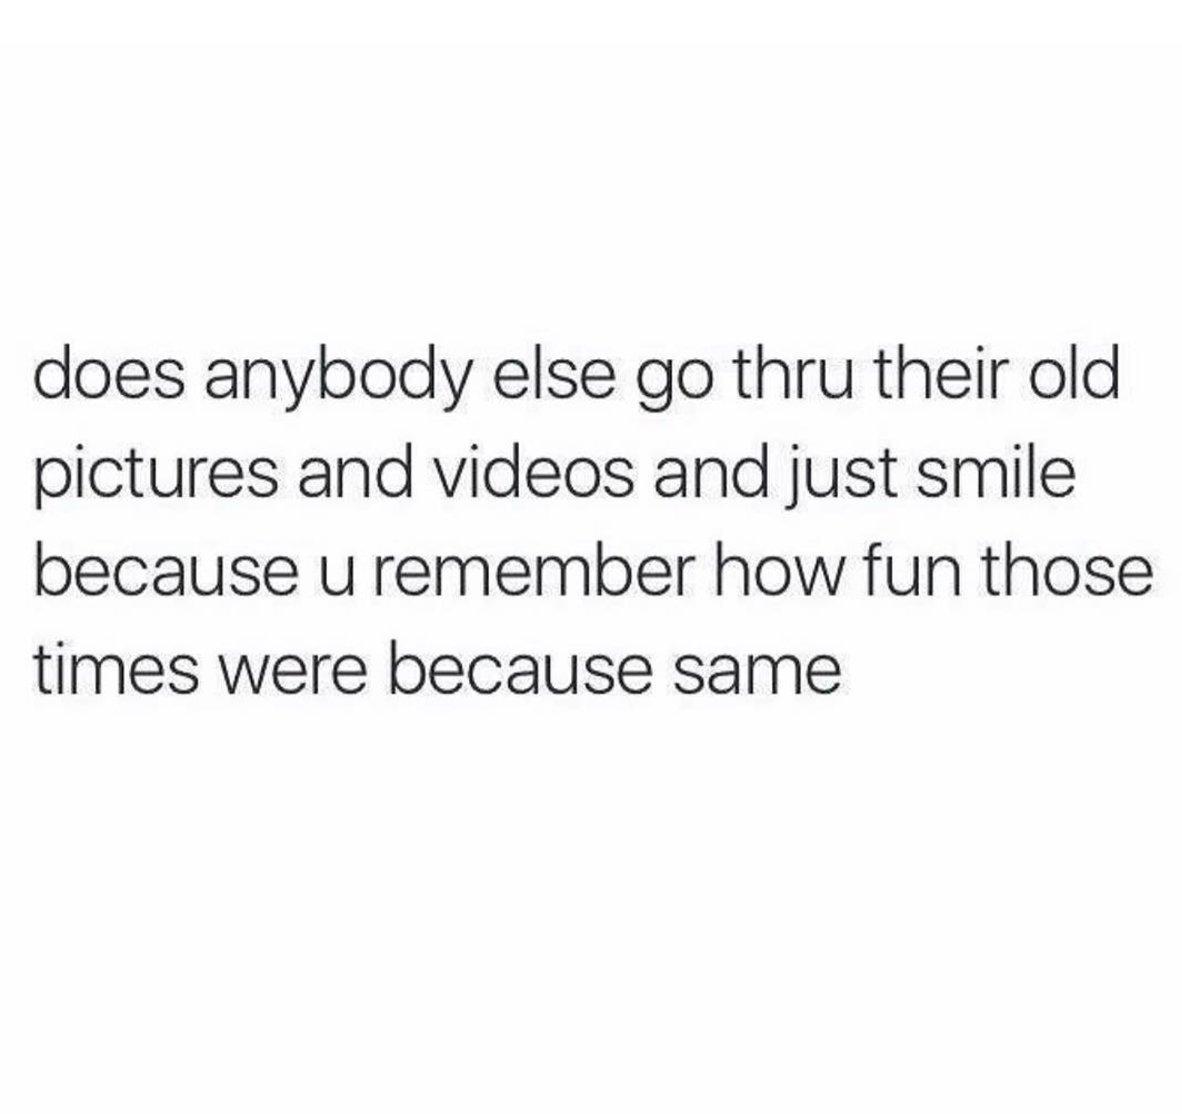 does anybody else go thru their old
pictures and videos and just smile
because u remember how fun those
times were because same